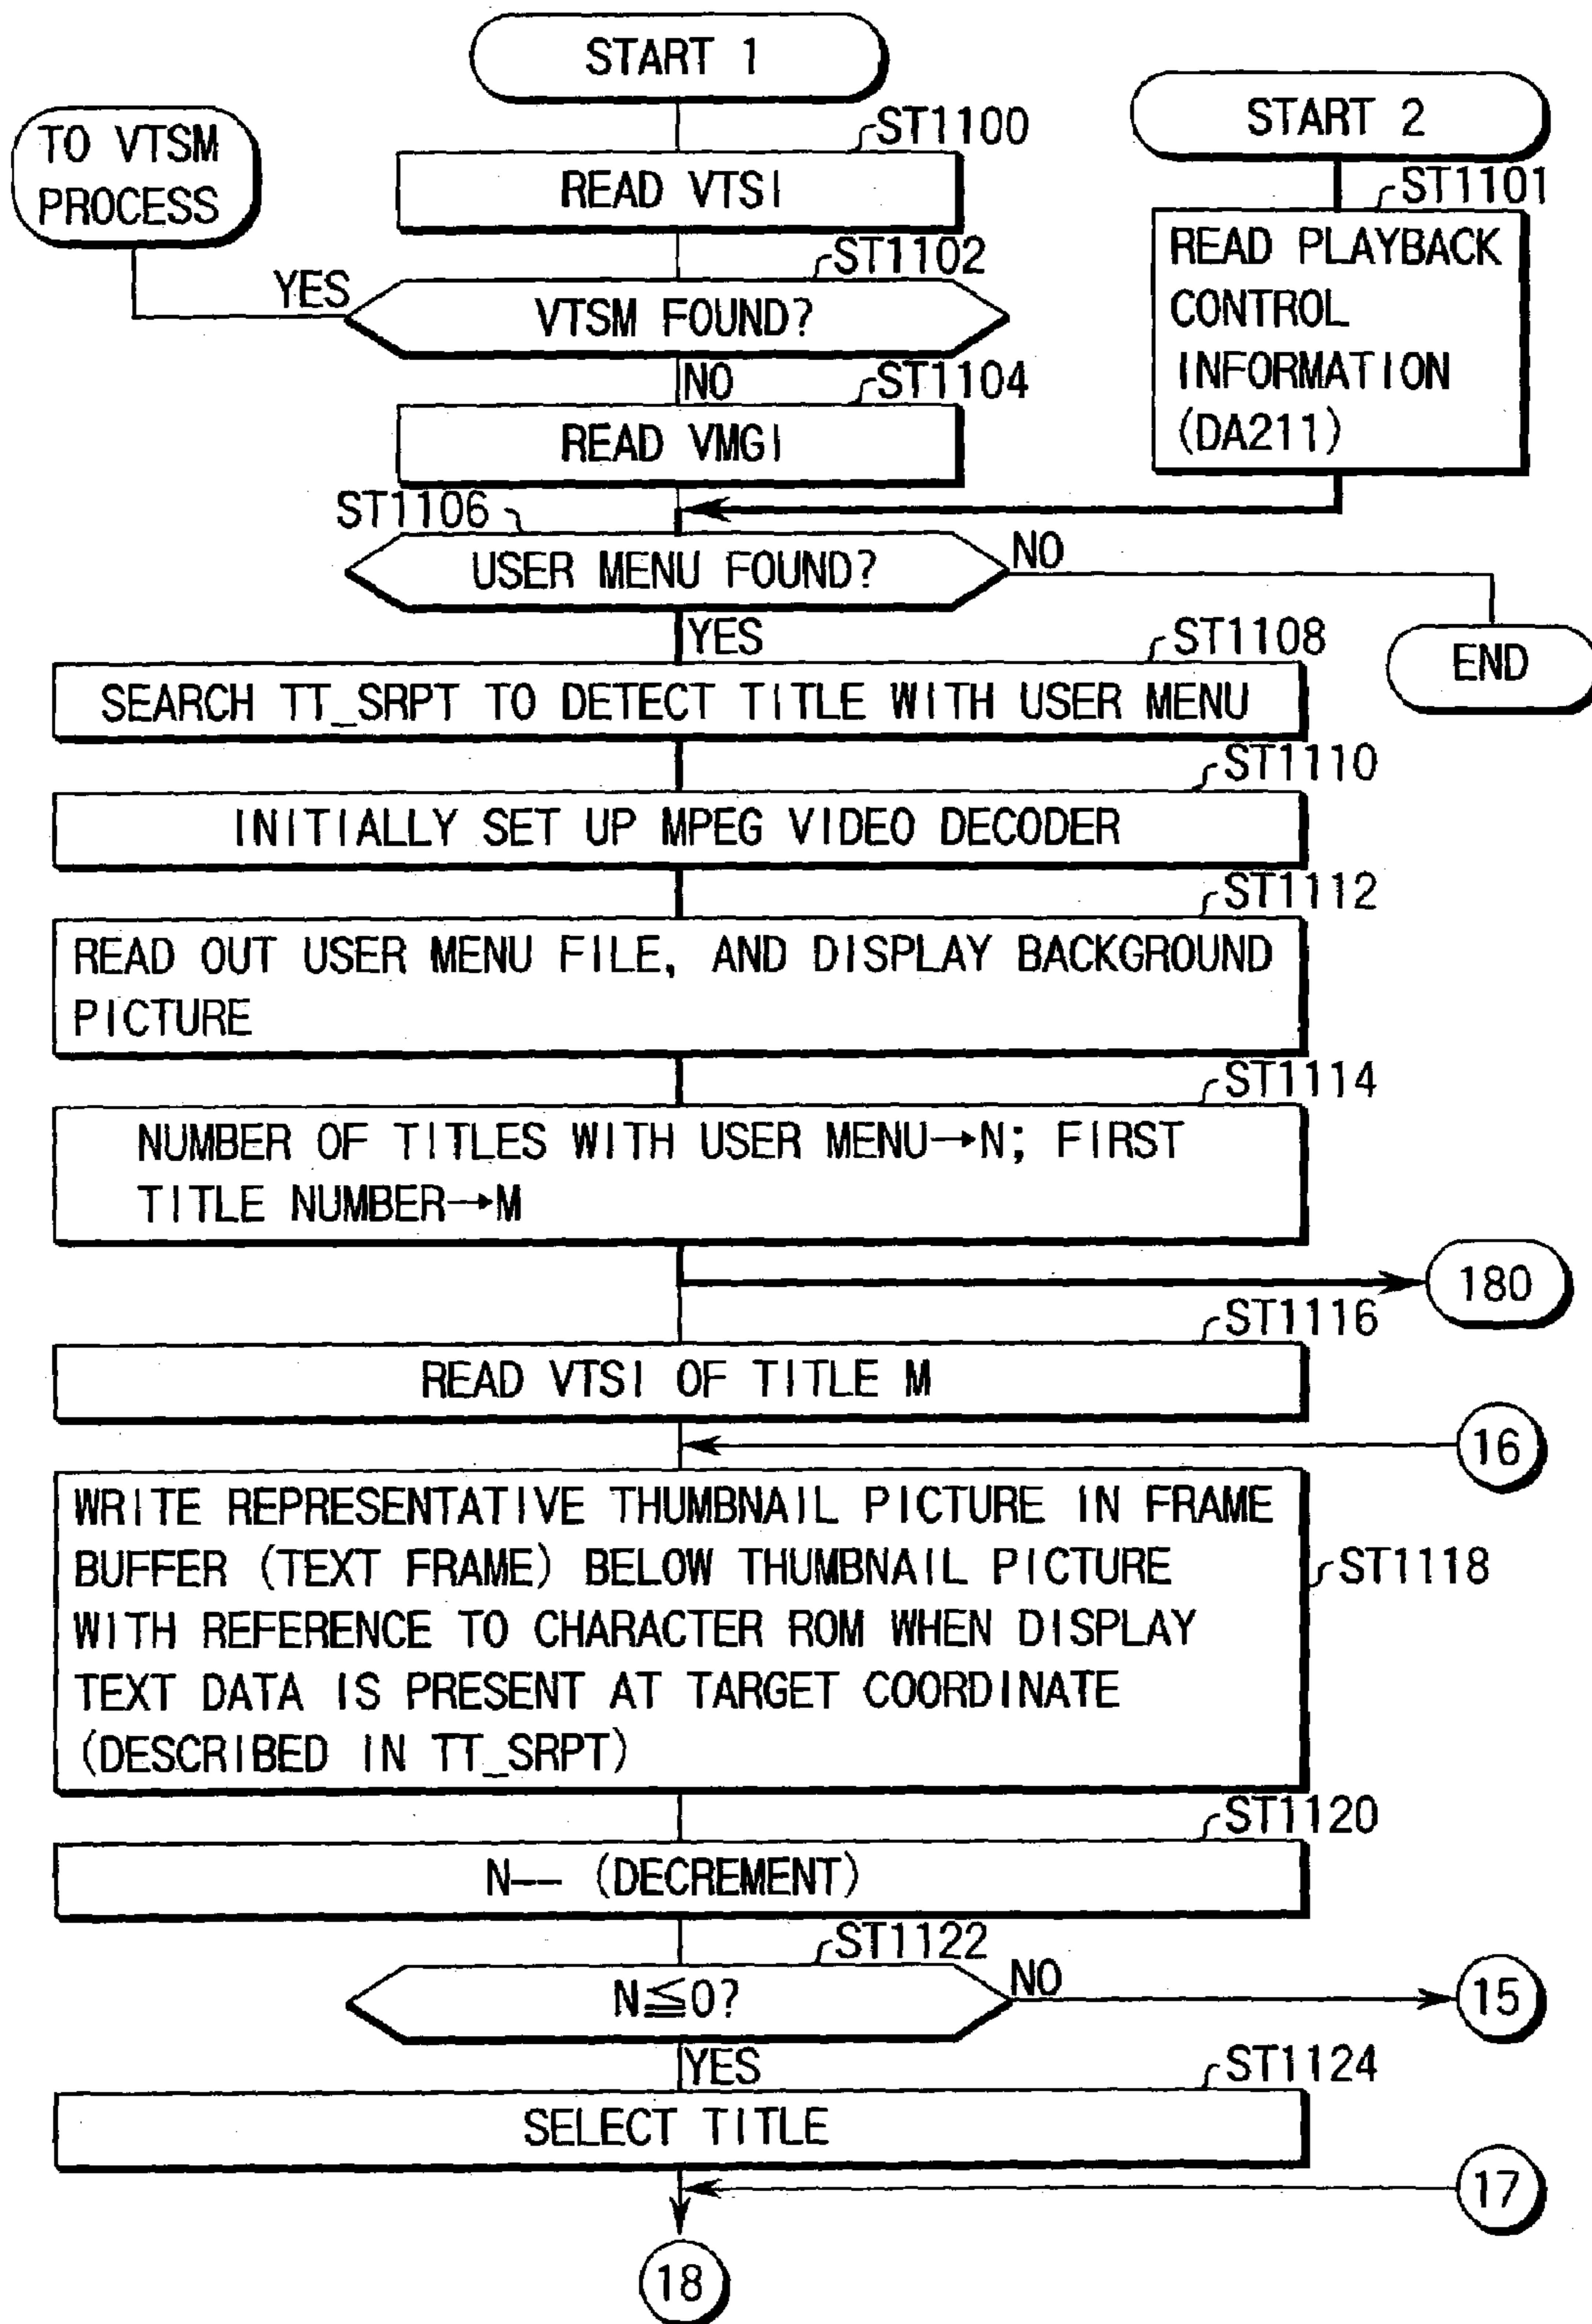 START 1
TO VTSM
PROCESS
START 2
ST1100
READ VTSI
ST1101
READ PLAYBACK
CONTROL
INFORMATION
(DA211)
ST1102
YES
VTSM FOUND?
NO
ST1104
READ VMGI
ST1106
USER MENU FOUND?
NO
END
YES
ST1108
SEARCH TT_SRPT TO DETECT TITLE WITH USER MENU
ST1110
INITIALLY SET UP MPEG VIDEO DECODER
ST1112
READ OUT USER MENU FILE, AND DISPLAY BACKGROUND
PICTURE
ST1114
NUMBER OF TITLES WITH USER MENU→N; FIRST
TITLE NUMBER→M
180
ST1116
READ VTSI OF TITLE M
16
WRITE REPRESENTATIVE THUMBNAIL PICTURE IN FRAME
BUFFER (TEXT FRAME) BELOW THUMBNAIL PICTURE
WITH REFERENCE TO CHARACTER ROM WHEN DISPLAY
TEXT DATA IS PRESENT AT TARGET COORDINATE
(DESCRIBED IN TT_SRPT)
ST1118
ST1120
N-- (DECREMENT)
ST1122
N≦0?
NO
15
YES
ST1124
SELECT TITLE
17
18